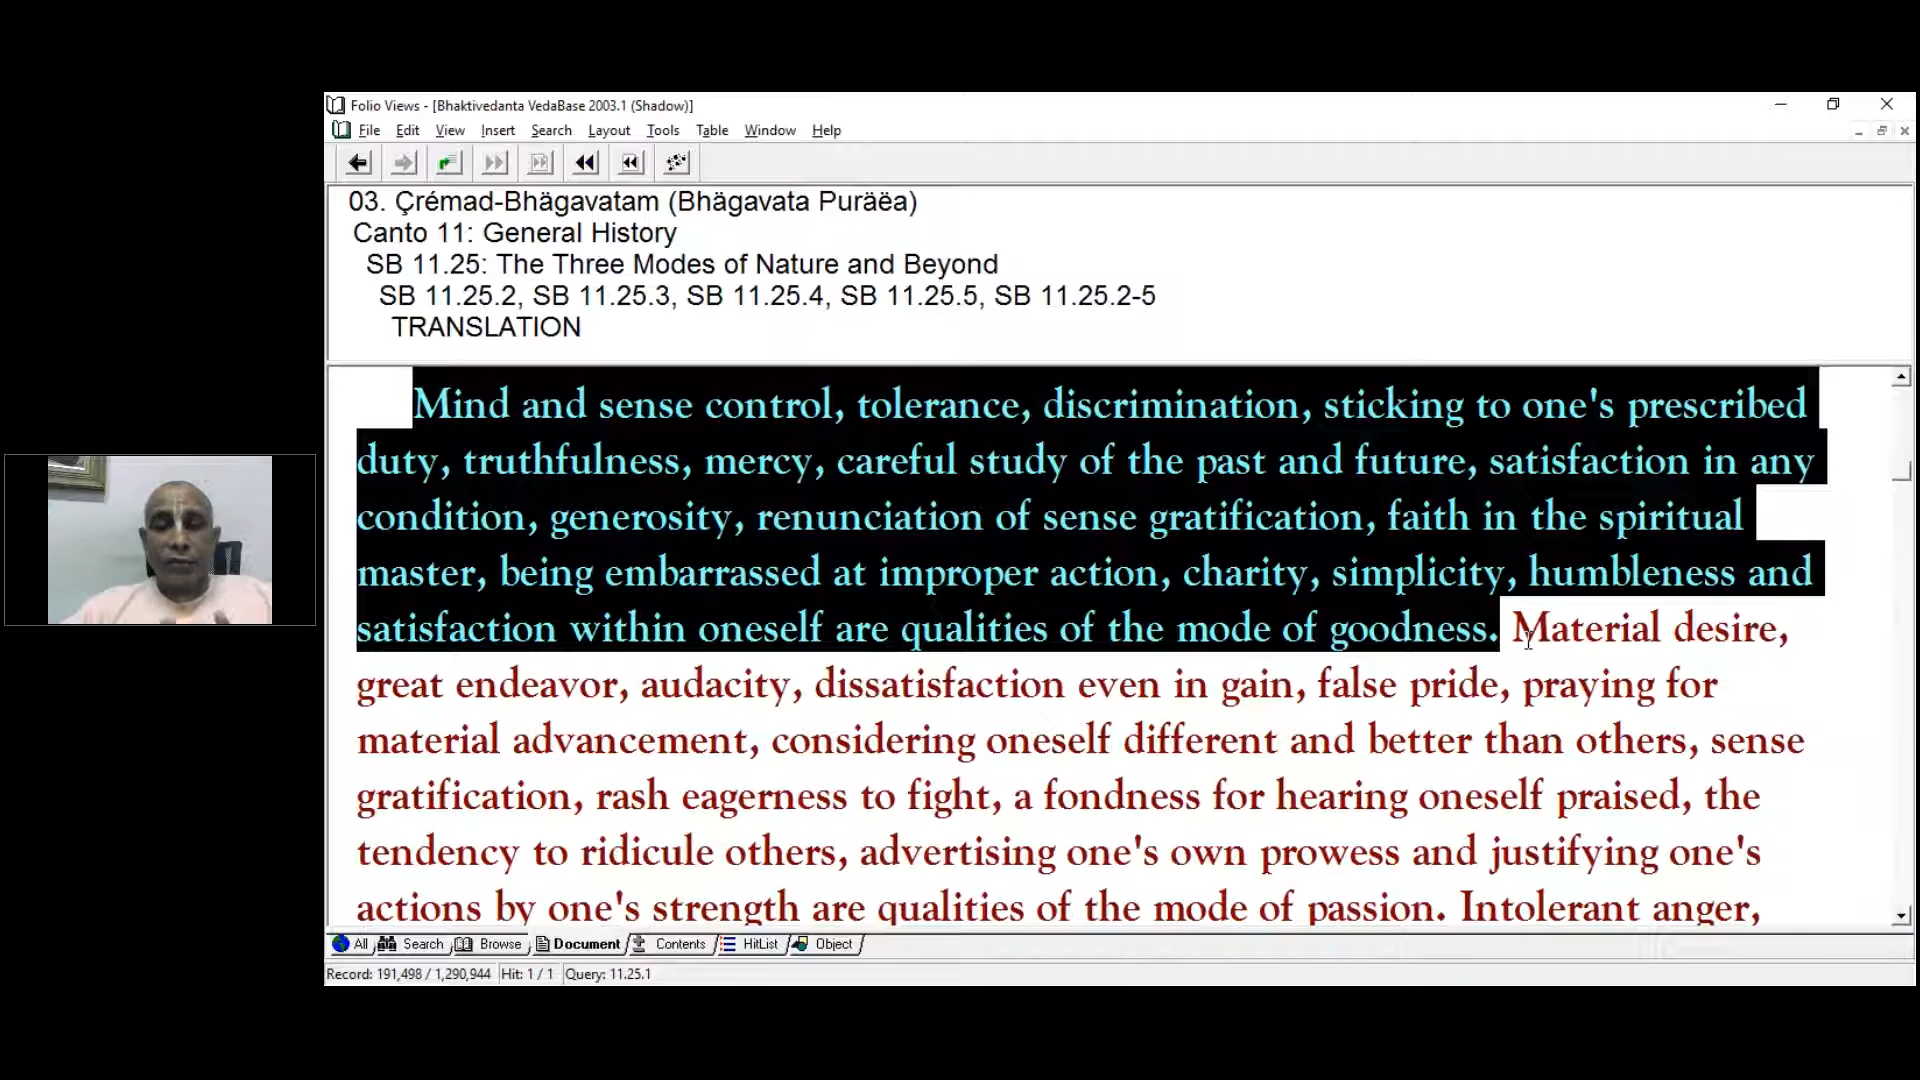 Folio Views - [Bhaktivedanta VedaBase 2003.1 (Shadow)]
File Edit View Insert Search Layout Tools Table Window Help
03. Çrémad-Bhägavatam (Bhägavata Puräëa)
Canto 11: General History
SB 11.25: The Three Modes of Nature and Beyond
SB 11.25.2, SB 11.25.3, SB 11.25.4, SB 11.25.5, SB 11.25.2-5
TRANSLATION
Mind and sense control, tolerance, discrimination, sticking to one's prescribed
duty, truthfulness, mercy, careful study of the past and future, satisfaction in any
condition, generosity, renunciation of sense gratification, faith in the spiritual
master, being embarrassed at improper action, charity, simplicity, humbleness and
satisfaction within oneself are qualities of the mode of goodness. Material desire,
great endeavor, audacity, dissatisfaction even in gain, false pride, praying for
material advancement, considering oneself different and better than others, sense
gratification, rash eagerness to fight, a fondness for hearing oneself praised, the
tendency to ridicule others, advertising one's own prowess and justifying one's
actions by one's strength are qualities of the mode of passion. Intolerant anger,
All Search Browse Document Contents HitList Object
Record: 191,498 / 1,290,944 Hit: 1 / 1 Query: 11.25.1